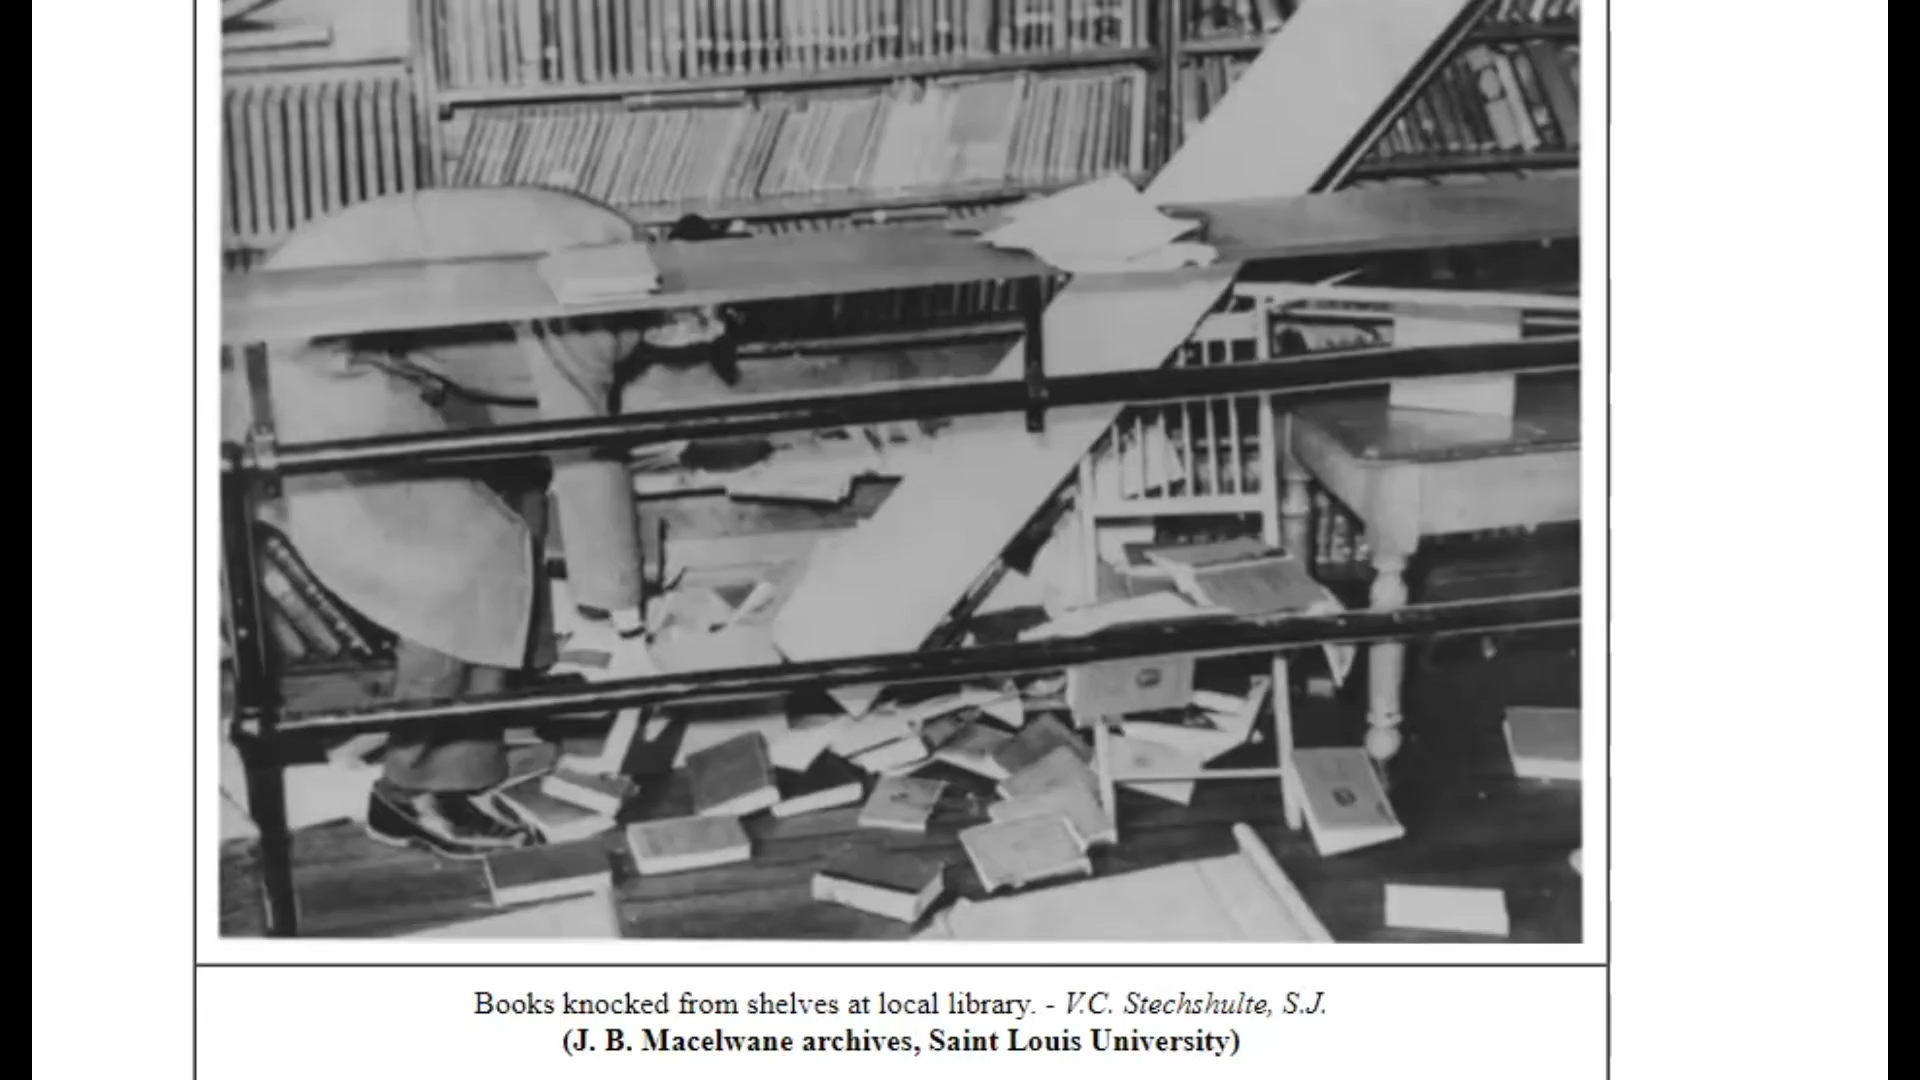 Books knocked from shelves at local library. - V.C. Stechshulte, S.J.
(J. B. Macelwane archives, Saint Louis University)